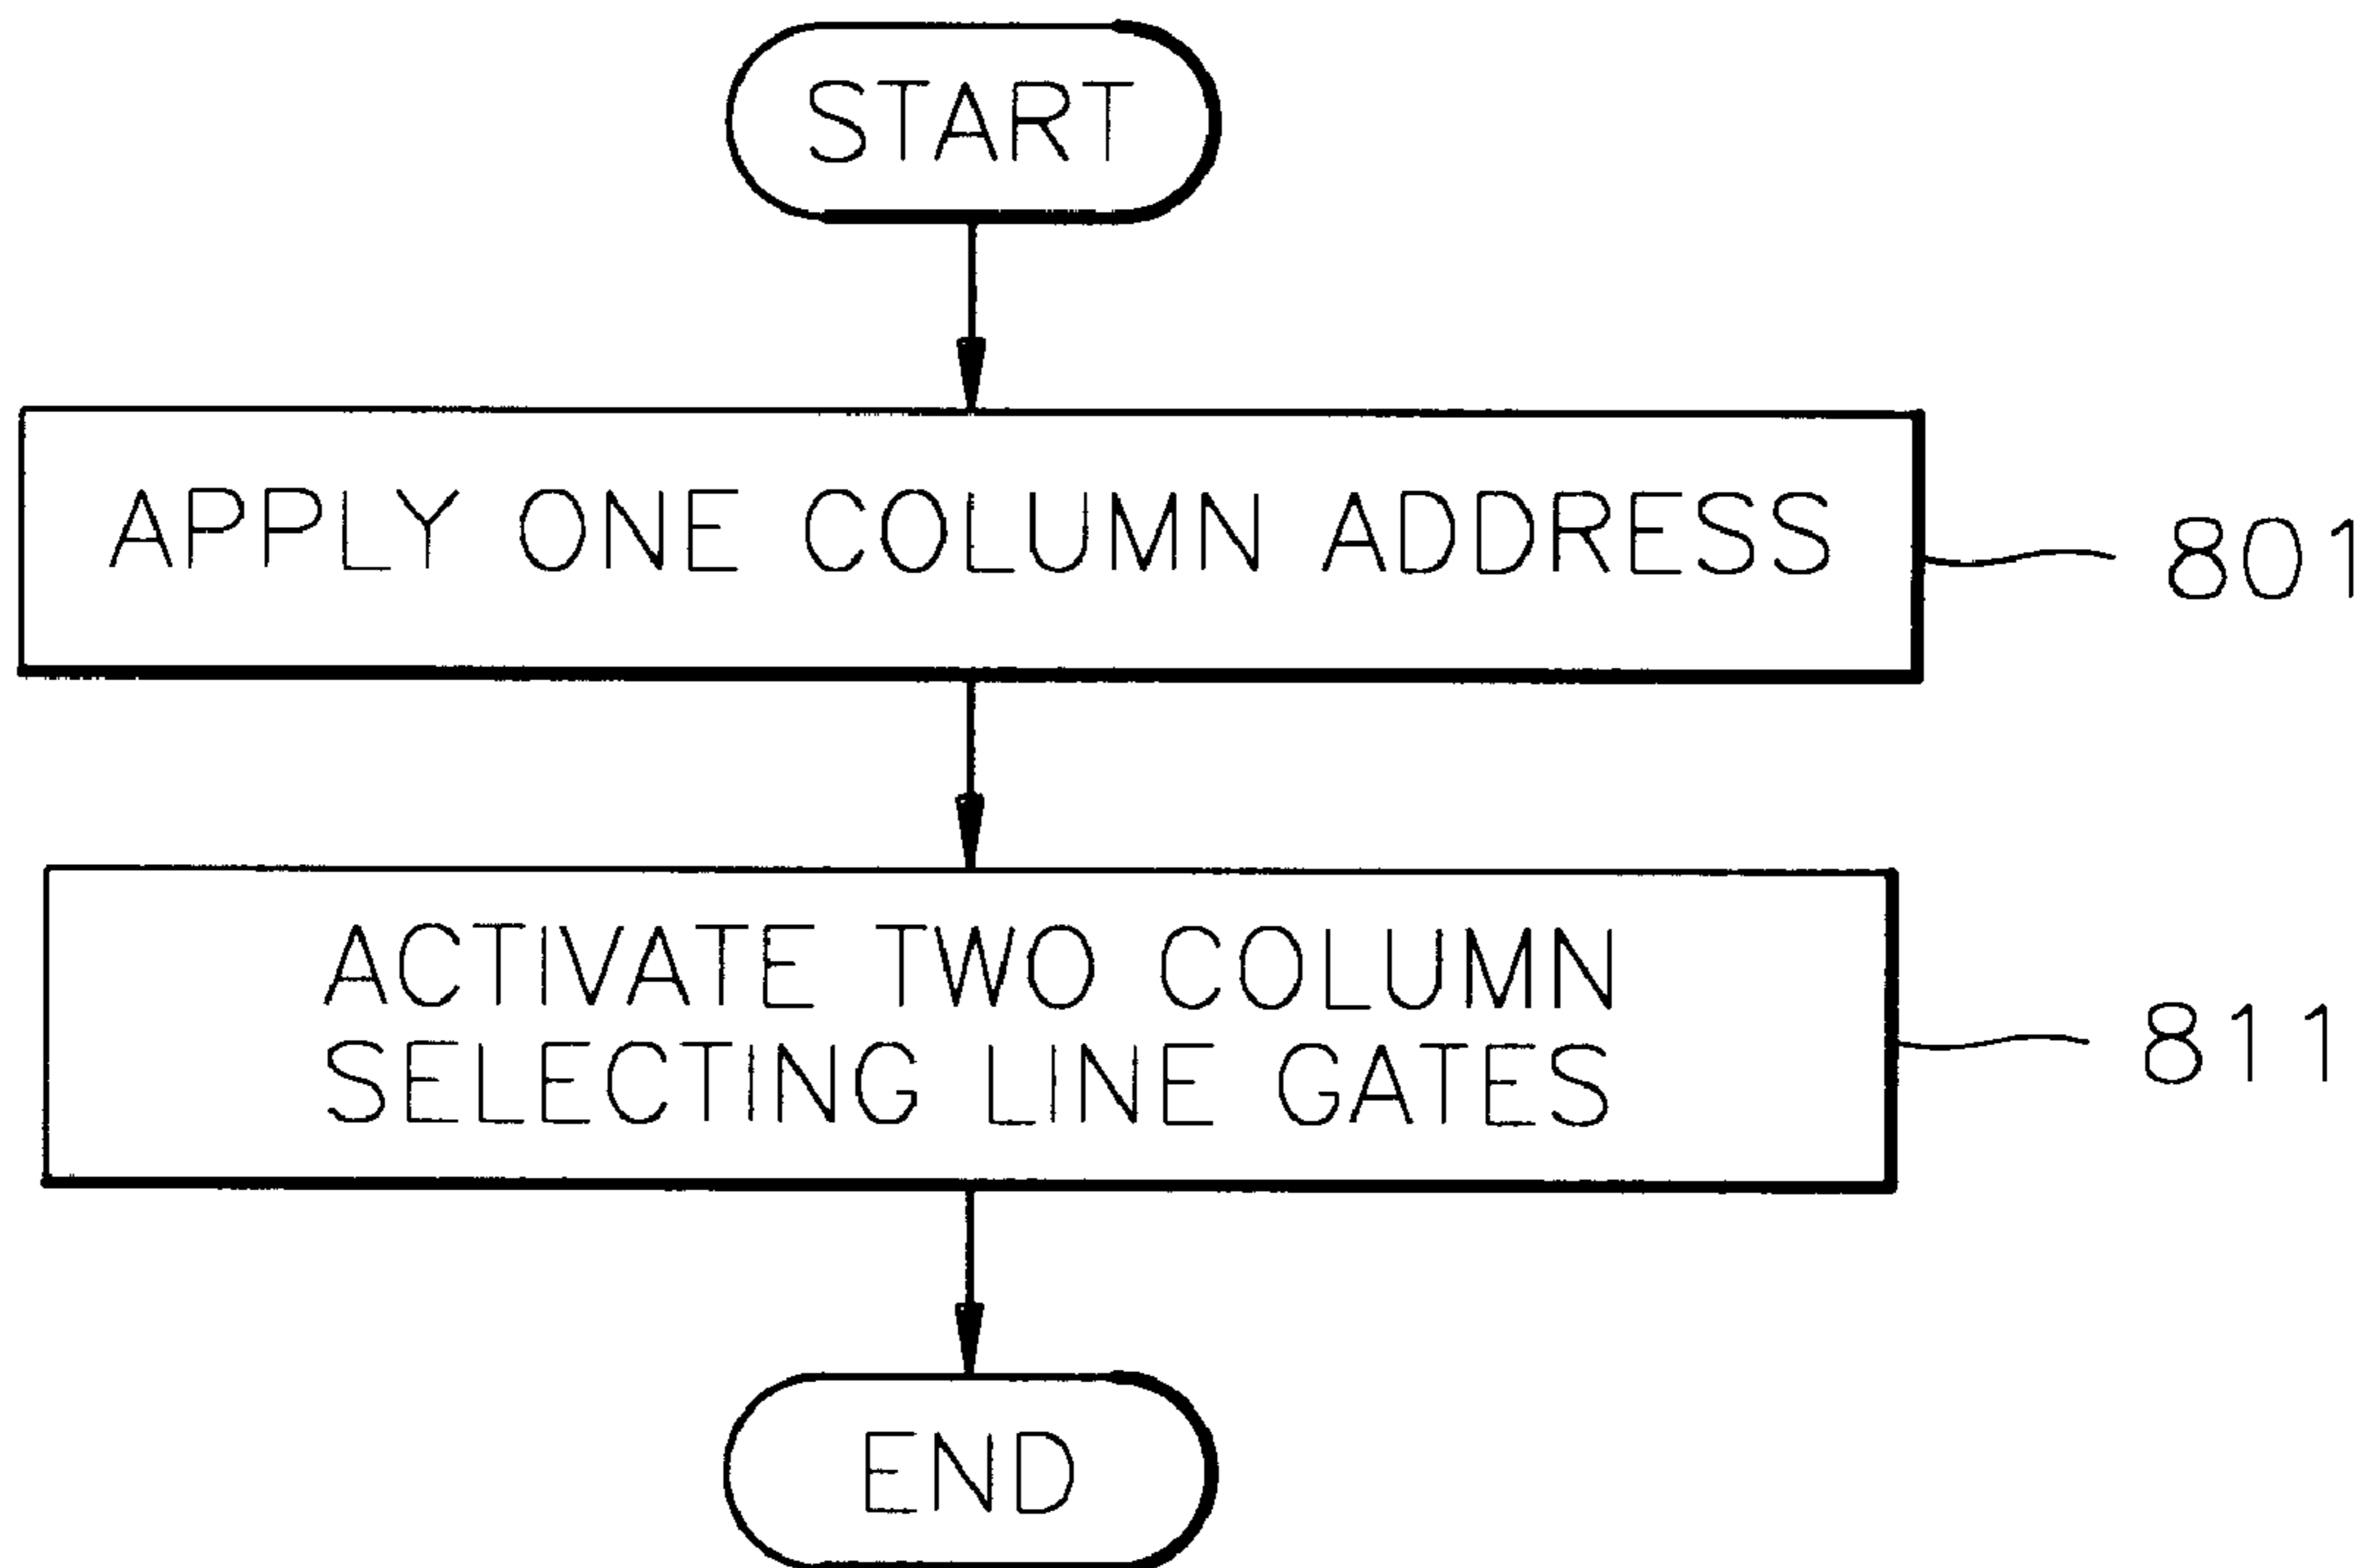 START
APPLY ONE COLUMN ADDRESS
801
ACTIVATE TWO COLUMN
SELECTING LINE GATES
811
END